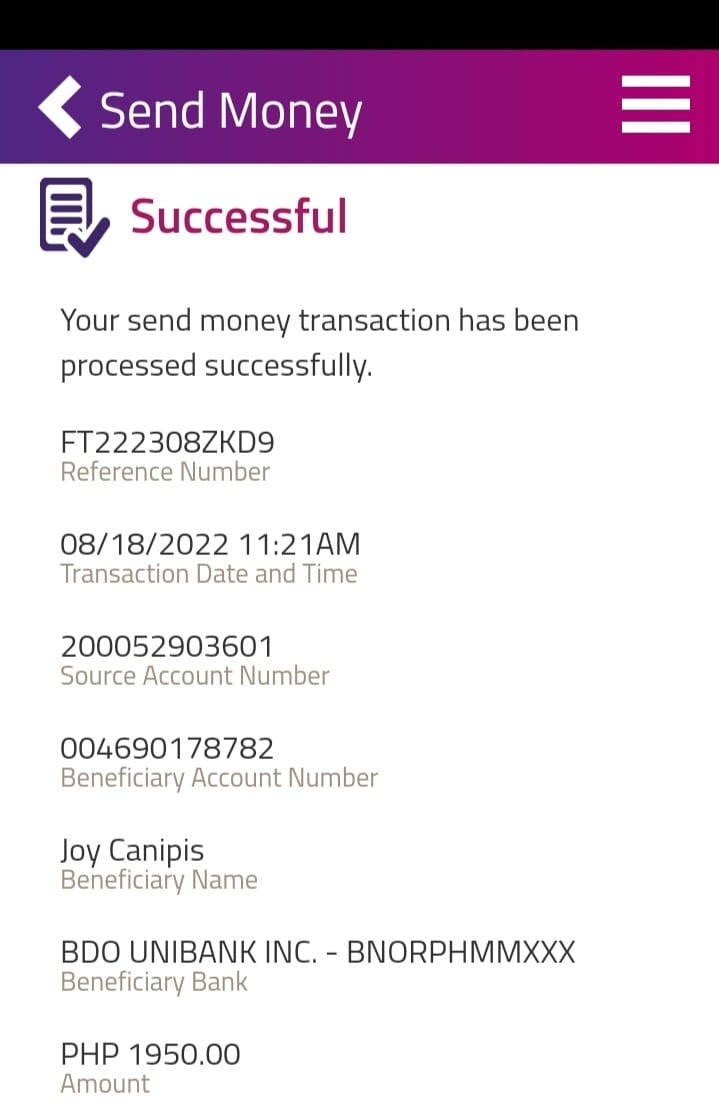 Send Money
Successful
Your send money transaction has been
processed successfully.
FT222308ZKD9
Reference Number
08/18/2022 11:21AM
Transaction Date and Time
200052903601
Source Account Number
004690178782
Beneficiary Account Number
Joy Canipis
Beneficiary Name
BDO UNIBANK INC. - BNORPHMMXXX
Beneficiary Bank
PHP 1950.00
Amount